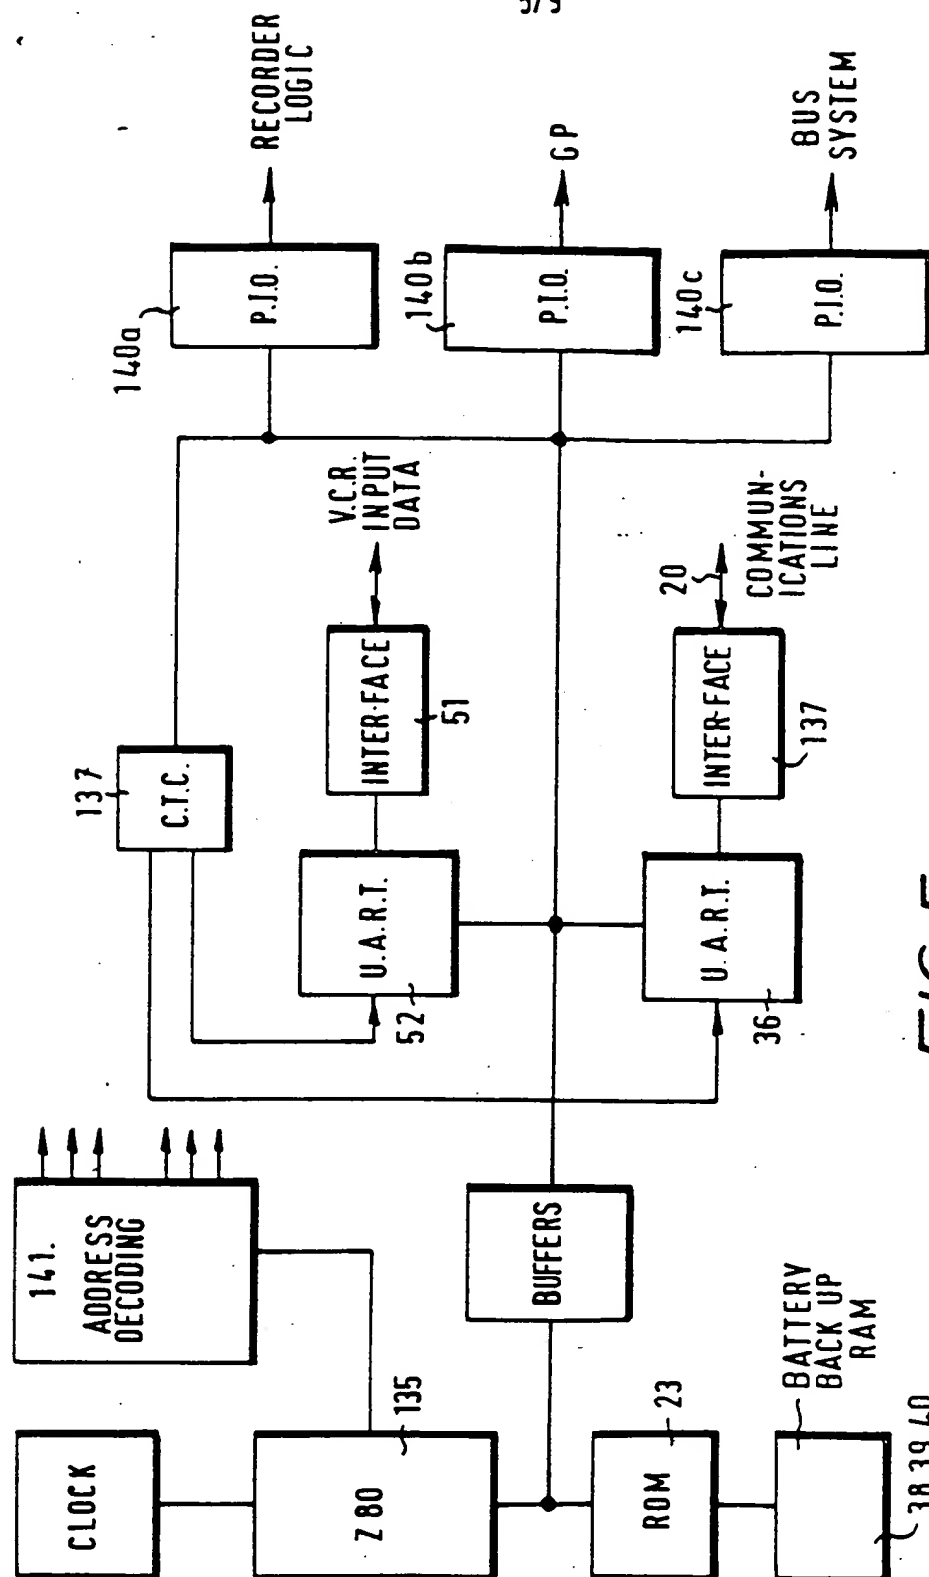 5/5
CLOCK
141.
ADDRESS
DECODING
Z 80
135
ROM
23
BATTERY
BACK UP
RAM
38 39 40
BUFFERS
137
C.T.C.
U.A.R.T.
52
INTER-FACE
51
V.C.R.
INPUT
DATA
U.A.R.T.
36
INTER-FACE
137
20
COMMUN-
ICATIONS
LINE
140a
P.I.O.
RECORDER
LOGIC
140b
P.I.O.
GP
140c
P.I.O.
BUS
SYSTEM